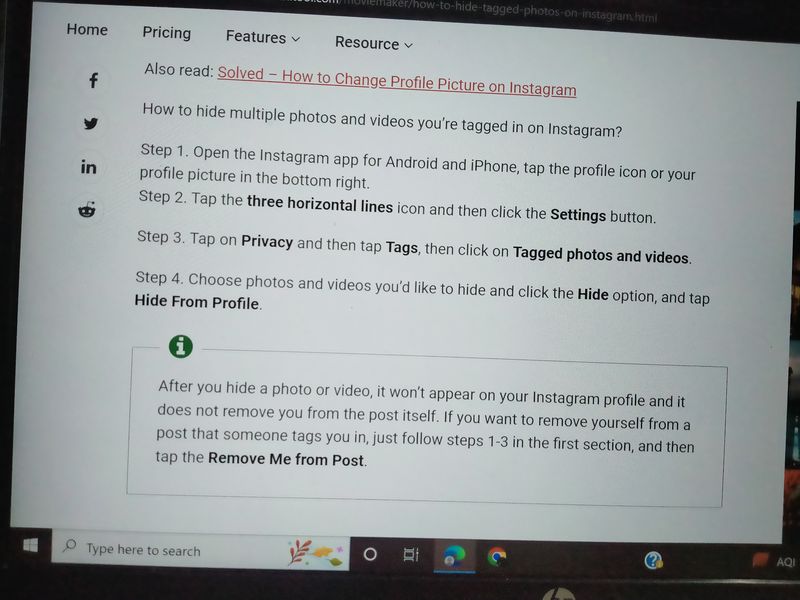 /moviemaker/how-to-hide-tagged-photos-on-instagram.html
Home Pricing Features Resource
Also read: Solved – How to Change Profile Picture on Instagram
How to hide multiple photos and videos you're tagged in on Instagram?
Step 1. Open the Instagram app for Android and iPhone, tap the profile icon or your
profile picture in the bottom right.
Step 2. Tap the three horizontal lines icon and then click the Settings button.
Step 3. Tap on Privacy and then tap Tags, then click on Tagged photos and videos.
Step 4. Choose photos and videos you'd like to hide and click the Hide option, and tap
Hide From Profile.
After you hide a photo or video, it won't appear on your Instagram profile and it
does not remove you from the post itself. If you want to remove yourself from a
post that someone tags you in, just follow steps 1-3 in the first section, and then
tap the Remove Me from Post.
Type here to search
AQI
hp